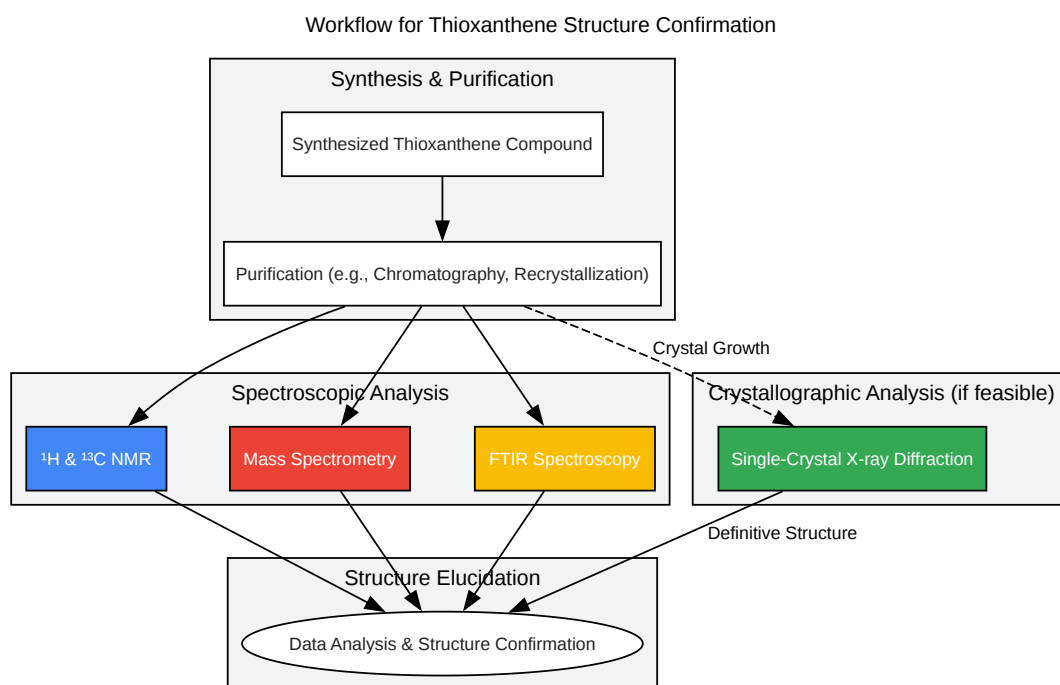 Workflow for Thioxanthene Structure Confirmation
Synthesis & Purification
Synthesized Thioxanthene Compound
Purification (e.g., Chromatography, Recrystallization)
Crystal Growth
Spectroscopic Analysis
Crystallographic Analysis (if feasible)
¹H & ¹³C NMR
Mass Spectrometry
FTIR Spectroscopy
Single-Crystal X-ray Diffraction
Definitive Structure
Structure Elucidation
Data Analysis & Structure Confirmation